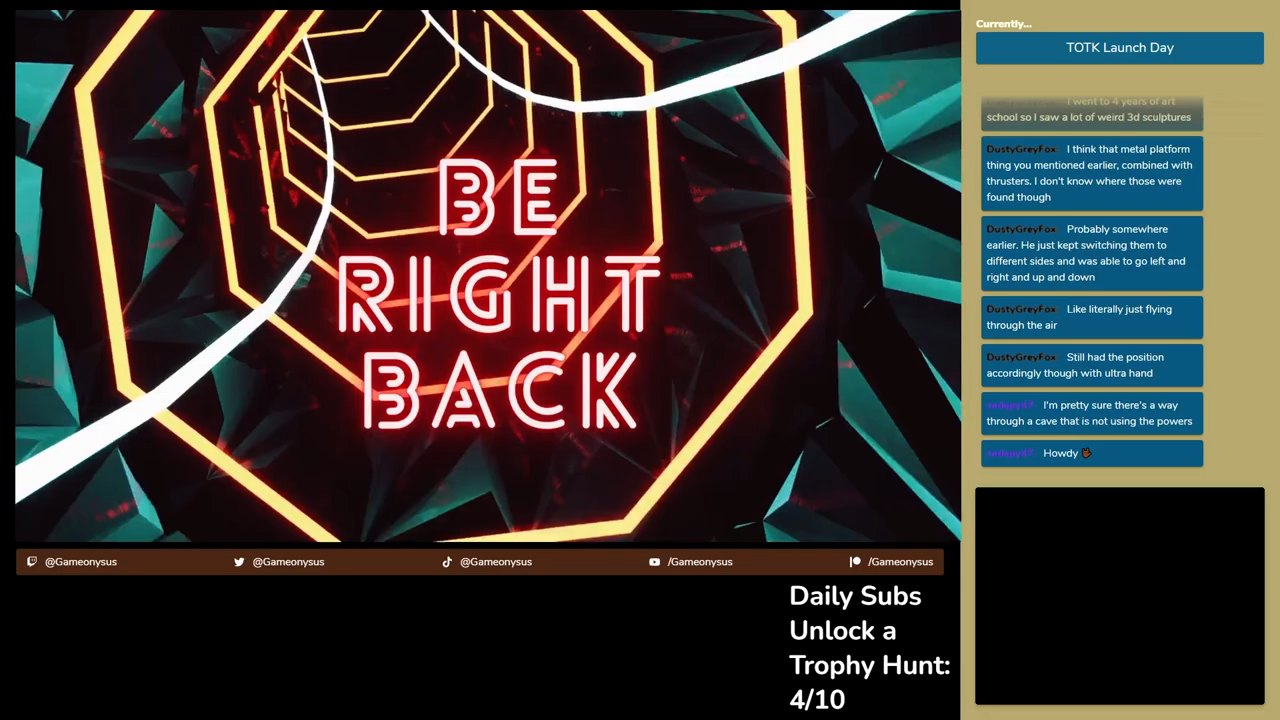 BE
RIGHT
BACK
@Gameonysus
@Gameonysus
@Gameonysus
/Gameonysus
/Gameonysus
Daily Subs
Unlock a
Trophy Hunt:
4/10
Currently...
TOTK Launch Day
I went to 4 years of art
school so I saw a lot of weird 3d sculptures
DustyGreyFox I think that metal platform
thing you mentioned earlier, combined with
thrusters. I don't know where those were
found though
DustyGreyFox Probably somewhere
earlier. He just kept switching them to
different sides and was able to go left and
right and up and down
DustyGreyFox Like literally just flying
through the air
DustyGreyFox Still had the position
accordingly though with ultra hand
I'm pretty sure there's a way
through a cave that is not using the powers
Howdy